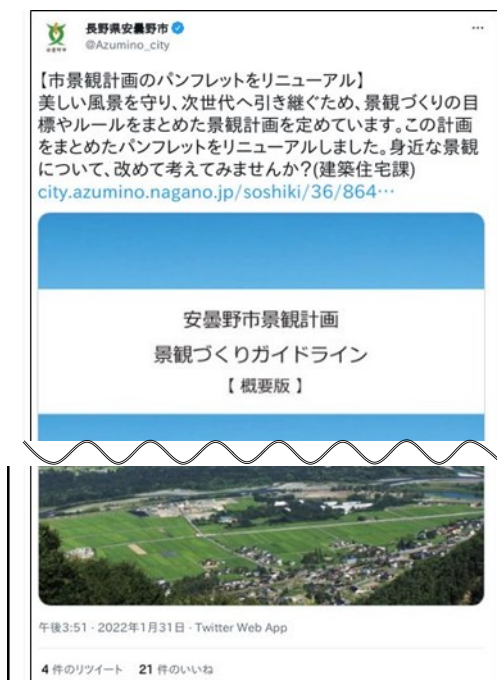 長野県安曇野市
@Azumino_city
【市景観計画のパンフレットをリニューアル】
美しい風景を守り、次世代へ引き継ぐため、景観づくりの目
標やルールをまとめた景観計画を定めています。この計画
をまとめたパンフレットをリニューアルしました。身近な景観
について、改めて考えてみませんか?(建築住宅課)
city.azumino.nagano.jp/soshiki/36/864…
安曇野市景観計画
景観づくりガイドライン
【 概要版 】
午後3:51 · 2022年1月31日 · Twitter Web App
4 件のリツイート 21 件のいいね